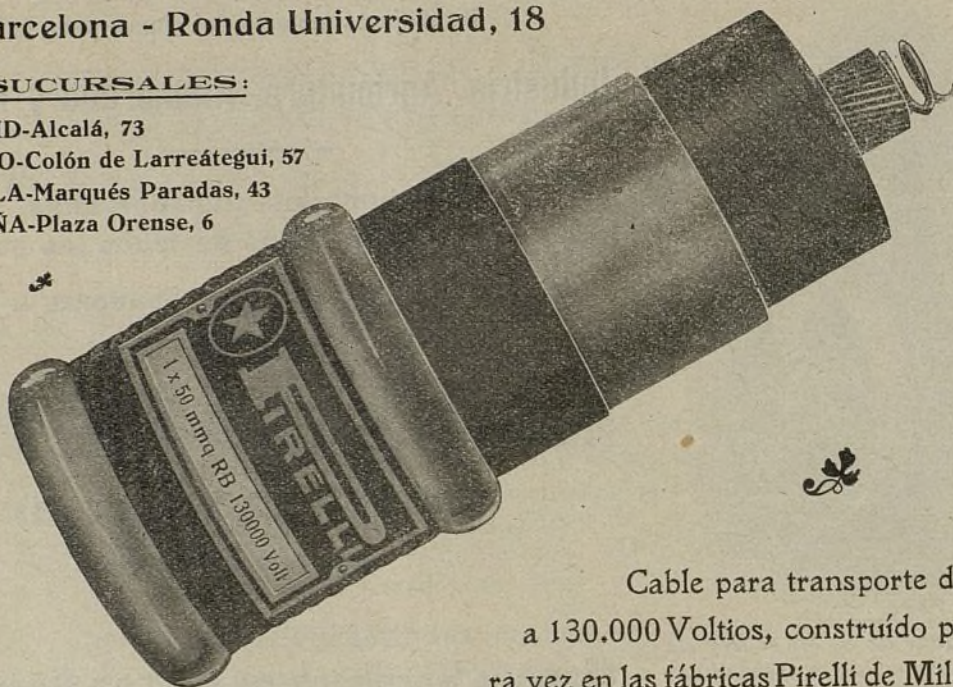 arcelona - Ronda Universidad, 18
SUCURSALES:
ID-Alcalá, 73
O-Colón de Larreátegui, 57
LA-Marqués Paradas, 43
ÑA-Plaza Orense, 6
PIRELLI
1 x 50 mmq RB 130000 Volt
Cable para transporte d
a 130.000 Voltios, construído p
ra vez en las fábricas Pirelli de Mil